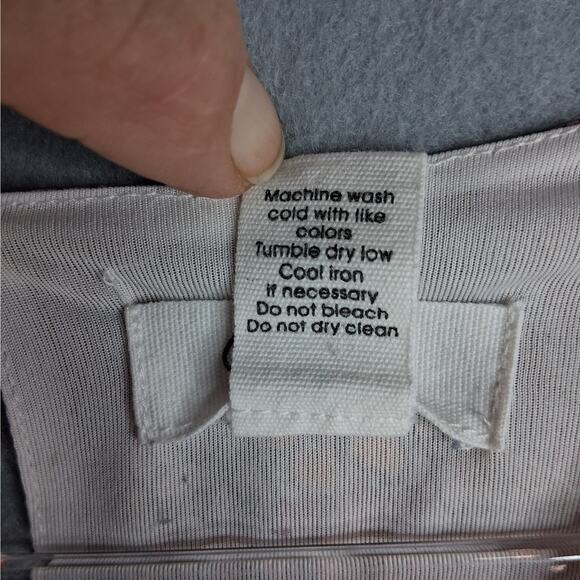 Machine wash
cold with like
colors
Tumble dry low
Cool iron
if necessary
Do not bleach
Do not dry clean